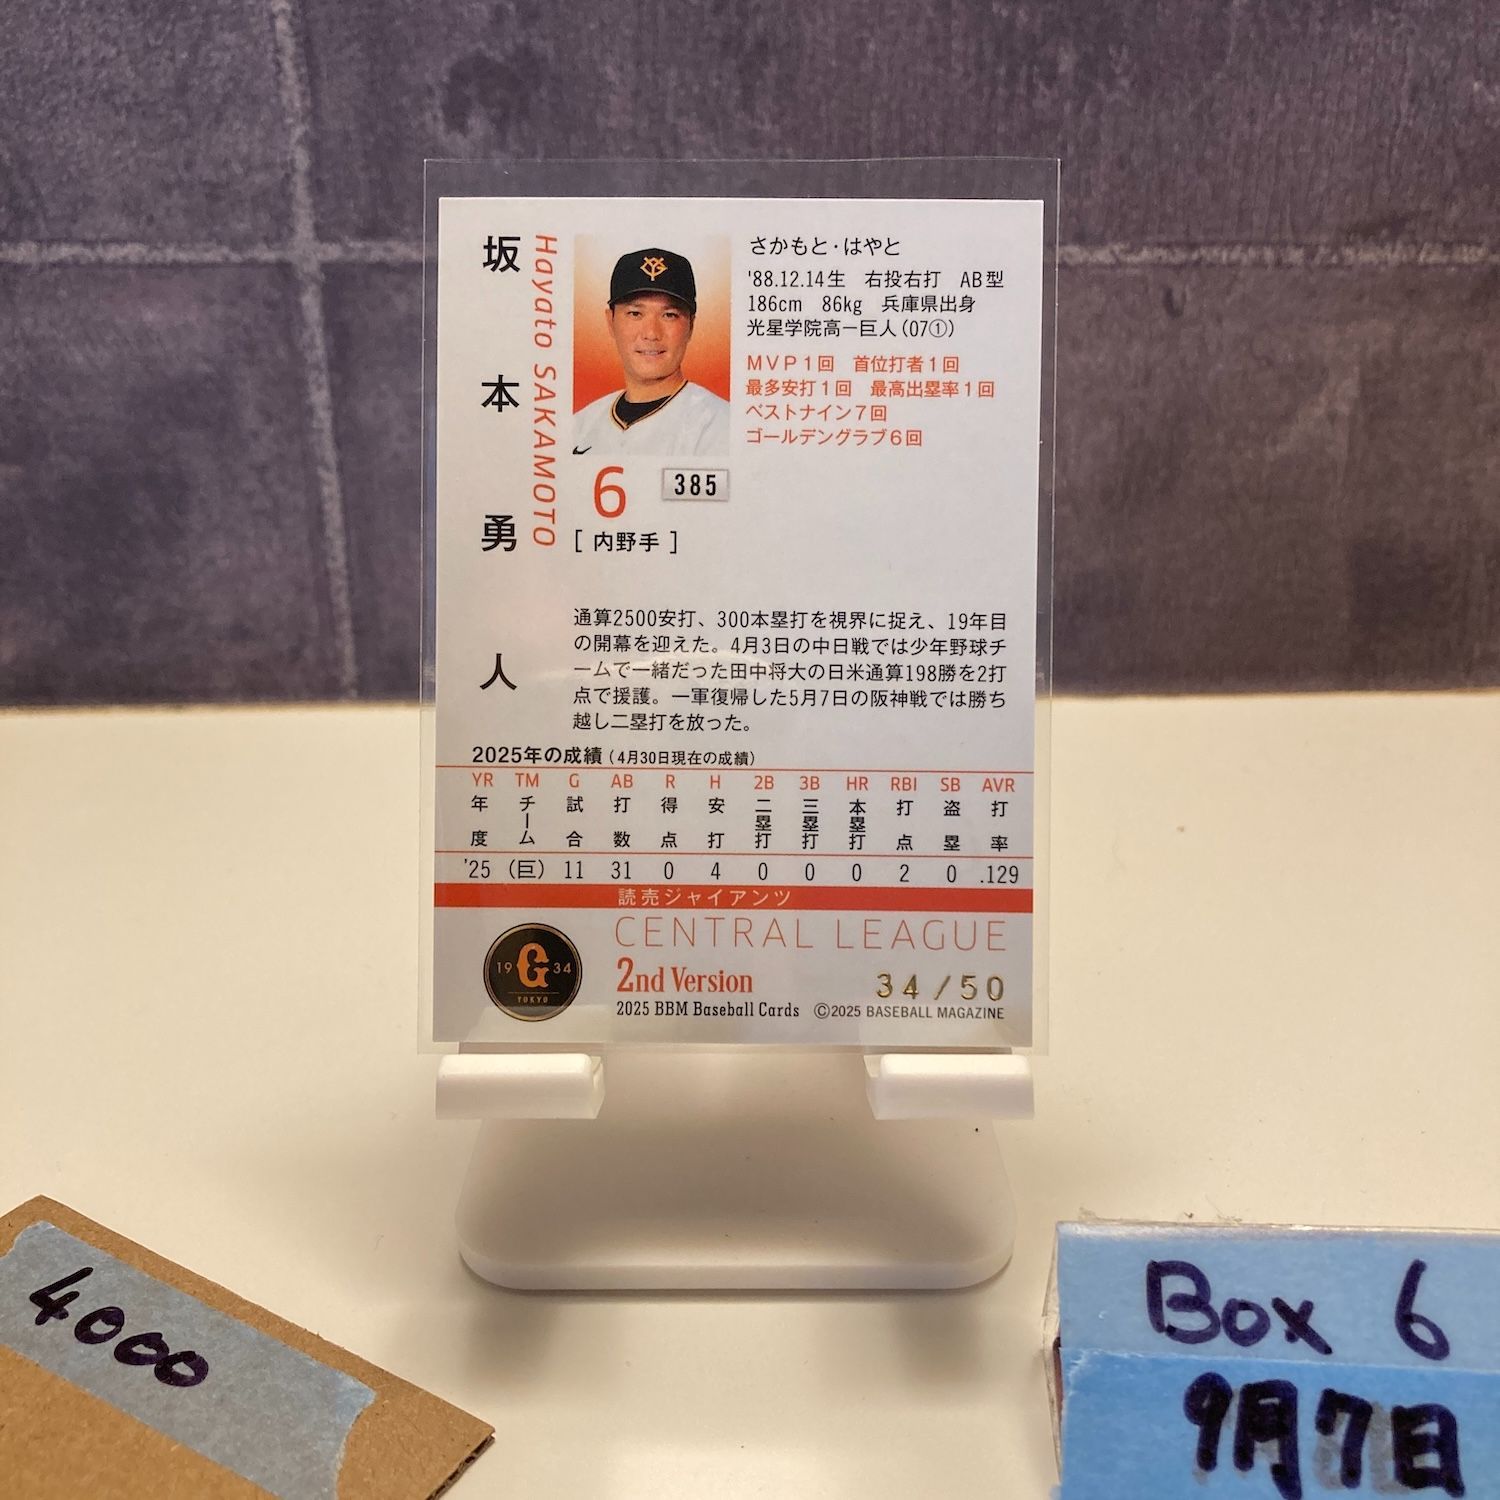 坂本勇人
Hayato SAKAMOTO
さかもと・はやと
'88.12.14生 右投右打 AB型
186cm 86kg 兵庫県出身
光星学院高ー巨人(07①)
MVP1回 首位打者1回
最多安打1回 最高出塁率1回
ベストナイン7回
ゴールデングラブ6回
YG
6
385
[ 内野手 ]
通算2500安打、300本塁打を視界に捉え、19年目
の開幕を迎えた。4月3日の中日戦では少年野球チ
ームで一緒だった田中将大の日米通算198勝を2打
点で援護。一軍復帰した5月7日の阪神戦では勝ち
越し二塁打を放った。
2025年の成績(4月30日現在の成績)
YR TM G AB R H 2B 3B HR RBI SB AVR
年度 チーム 試合 打数 得点 安打 二塁打 三塁打 本塁打 打点 盗塁 打率
'25 (巨) 11 31 0 4 0 0 0 2 0 .129
読売ジャイアンツ
CENTRAL LEAGUE
19 G 34
TOKYO
2nd Version
34/50
2025 BBM Baseball Cards ©2025 BASEBALL MAGAZINE
4000
Box 6
9月7日